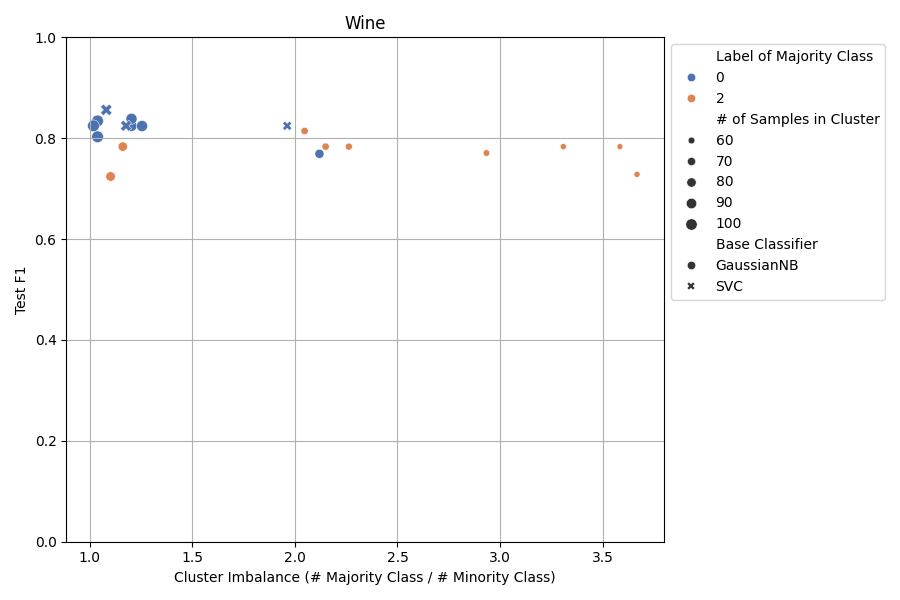 Wine
Test F1
1.0
0.8
0.6
0.4
0.2
0.0
1.0 1.5 2.0 2.5 3.0 3.5
Cluster Imbalance (# Majority Class / # Minority Class)
Label of Majority Class
0
2
# of Samples in Cluster
60
70
80
90
100
Base Classifier
GaussianNB
SVC